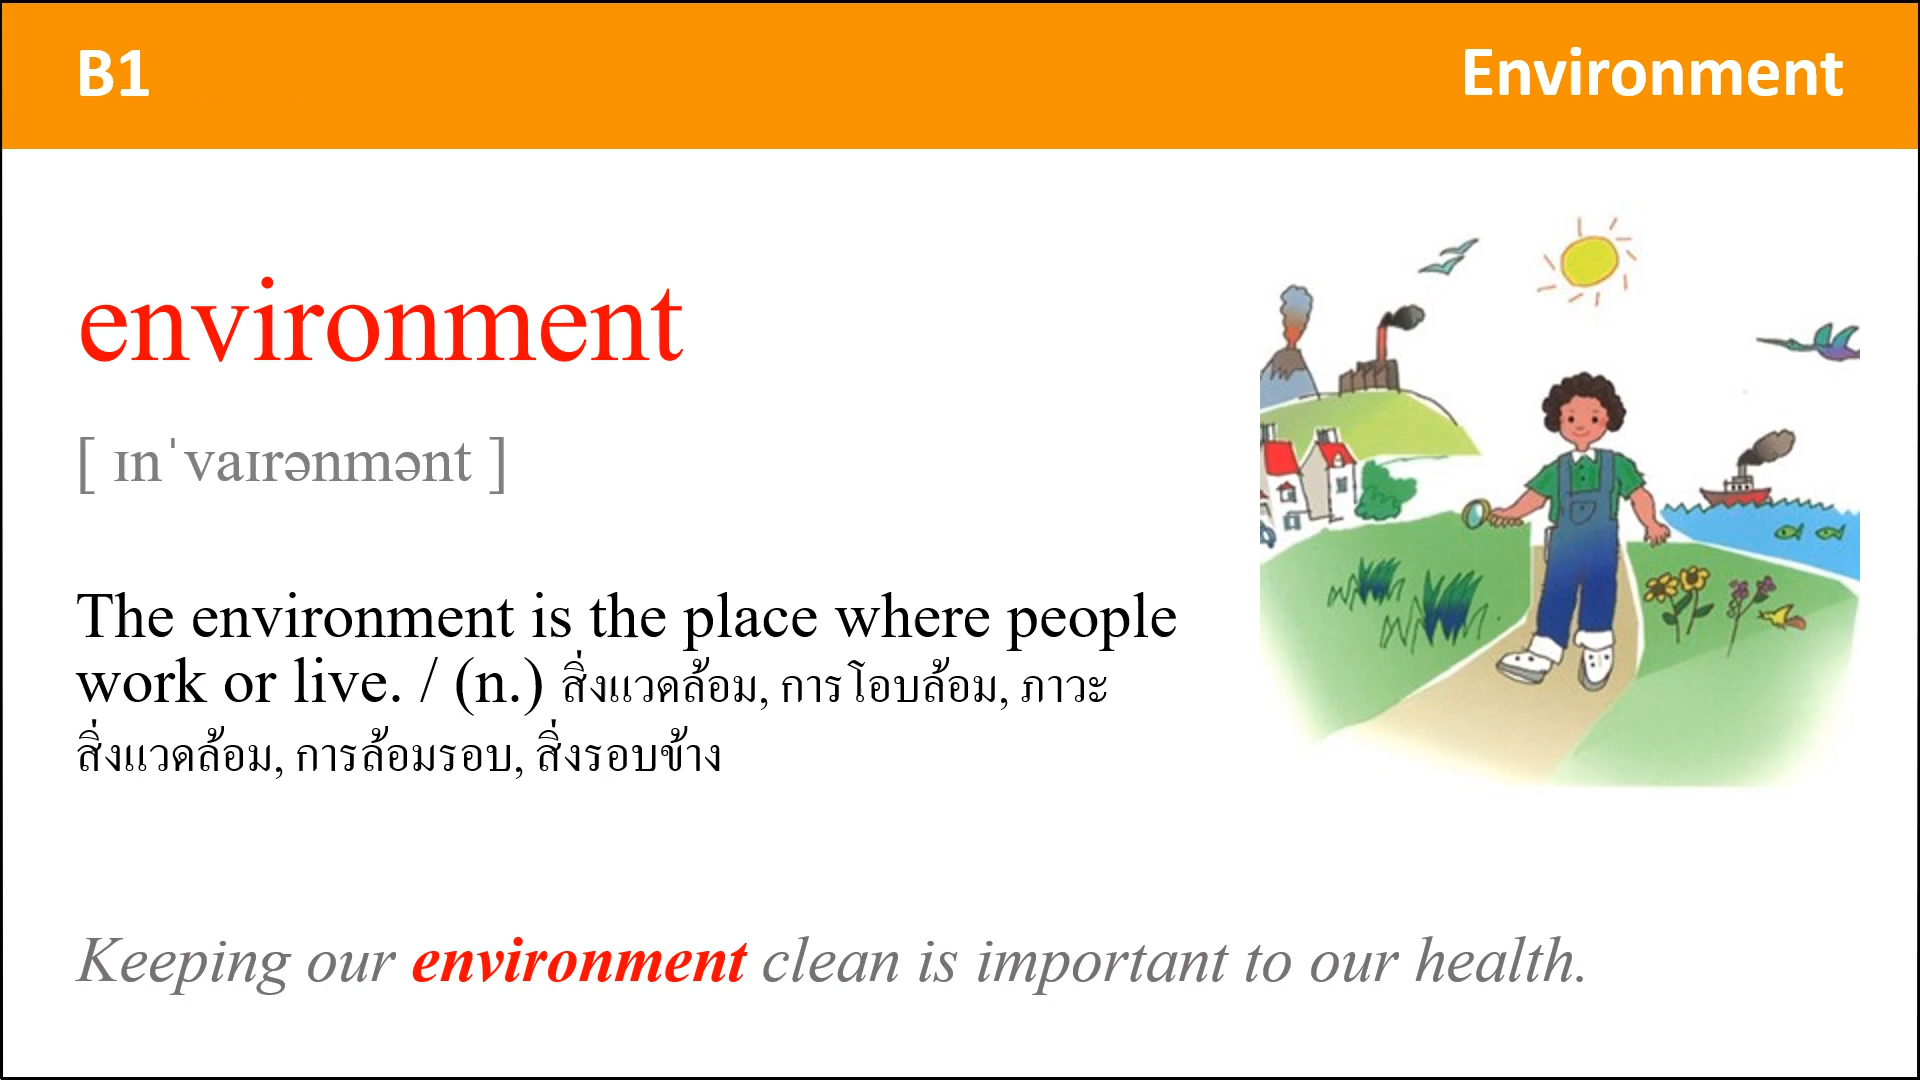 B1
Environment
environment
[ ɪnˈvaɪrənmənt ]
The environment is the place where people
work or live. / (n.) สิ่งแวดล้อม, การโอบล้อม, ภาวะ
สิ่งแวดล้อม, การล้อมรอบ, สิ่งรอบข้าง
Keeping our environment clean is important to our health.